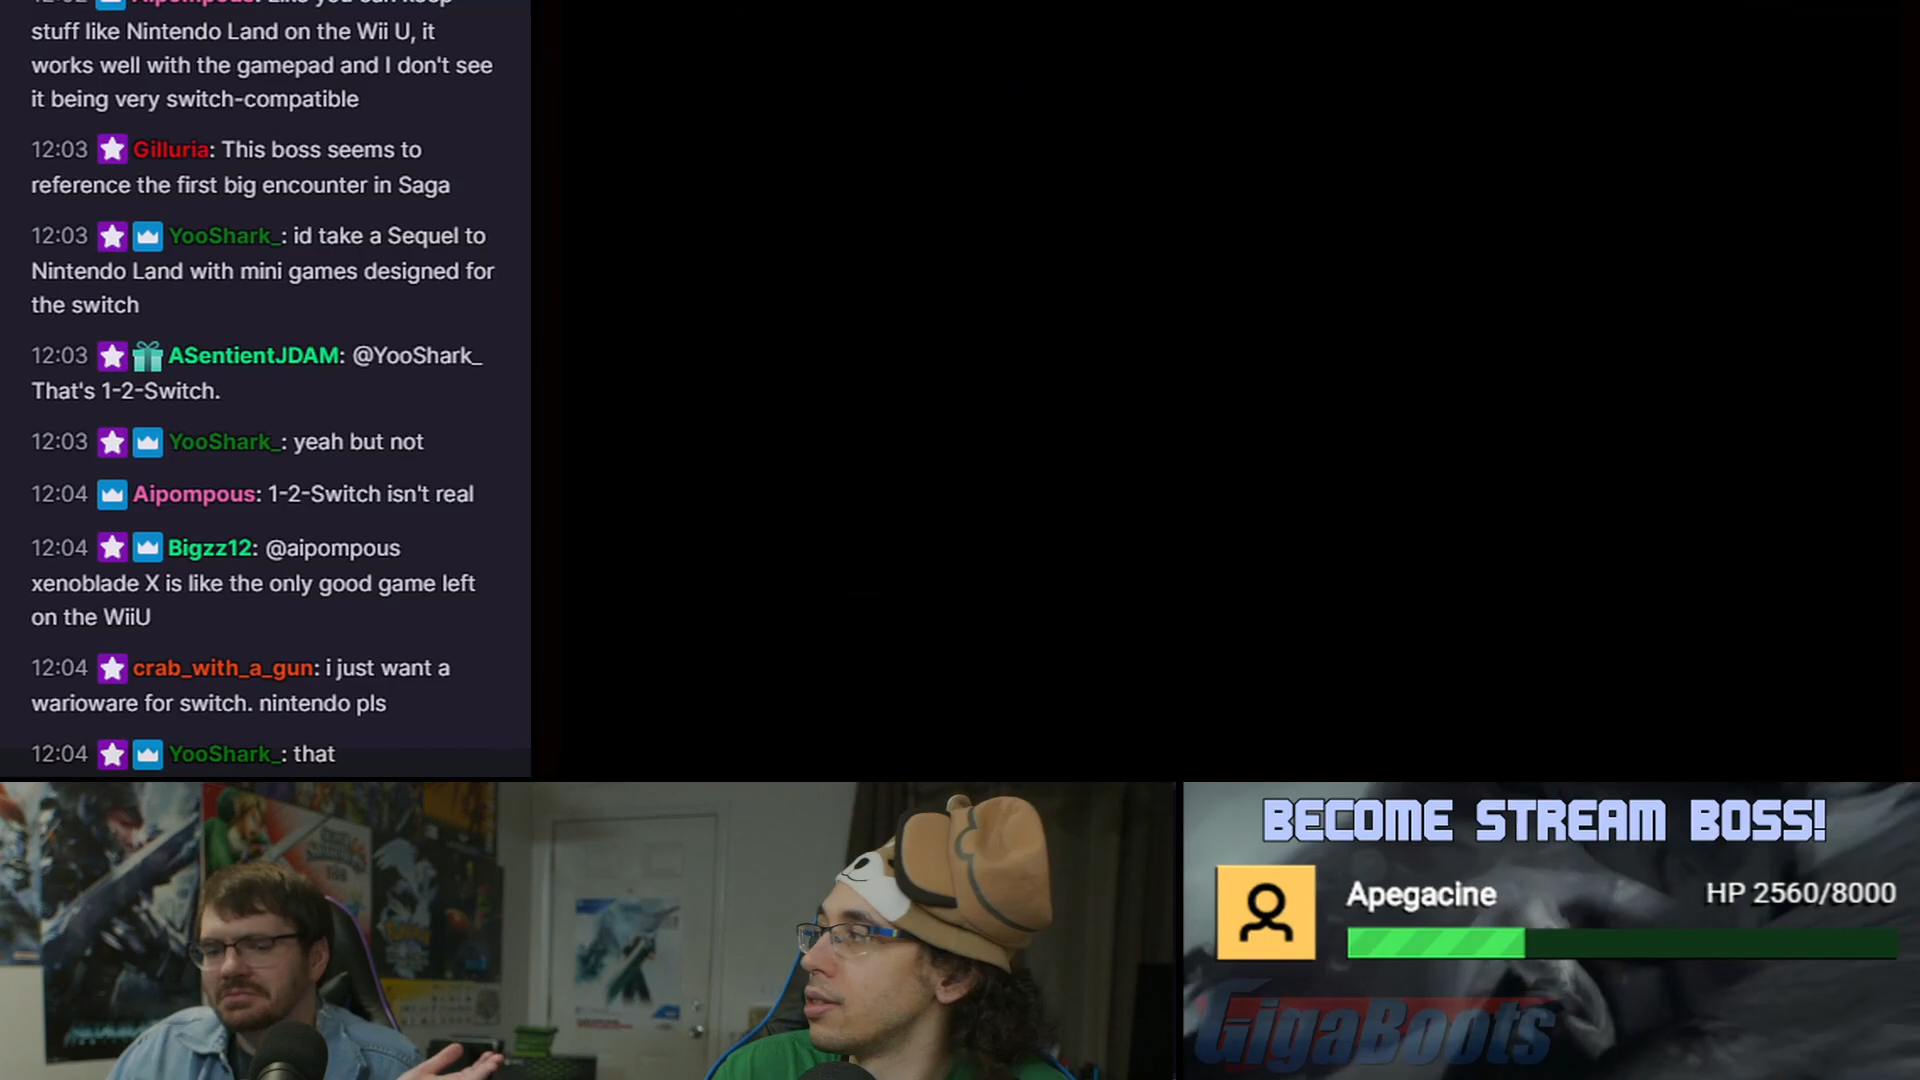 stuff like Nintendo Land on the Wii U, it
works well with the gamepad and I don't see
it being very switch-compatible
12:03 Gilluria: This boss seems to
reference the first big encounter in Saga
12:03 YooShark_: id take a Sequel to
Nintendo Land with mini games designed for
the switch
12:03 ASentientJDAM: @YooShark_
That's 1-2-Switch.
12:03 YooShark_: yeah but not
12:04 Aipompous: 1-2-Switch isn't real
12:04 Bigzz12: @aipompous
xenoblade X is like the only good game left
on the WiiU
12:04 crab_with_a_gun: i just want a
warioware for switch. nintendo pls
12:04 YooShark_: that
BECOME STREAM BOSS!
Apegacine HP 2560/8000
GigaBoots